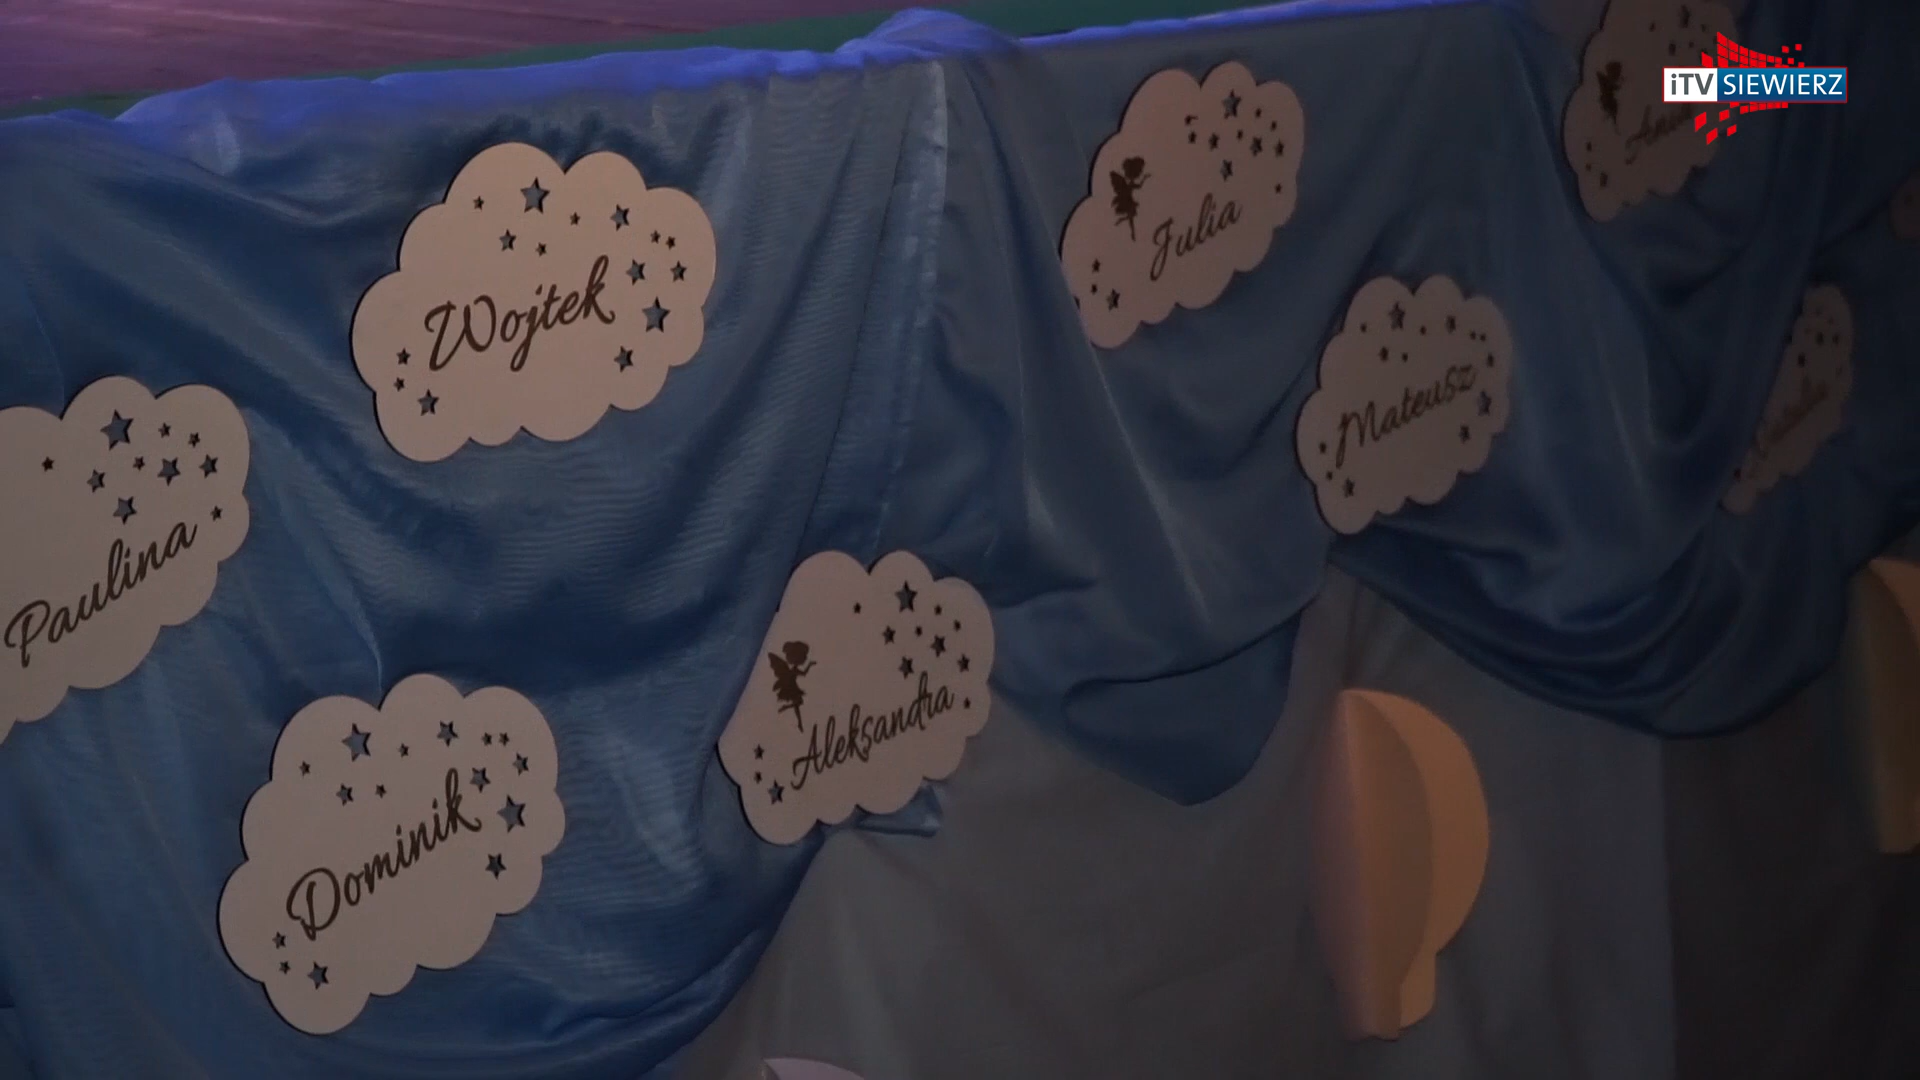 iTV SIEWIERZ
Wojtek
Julia
Mateusz
Paulina
Aleksandra
Dominik